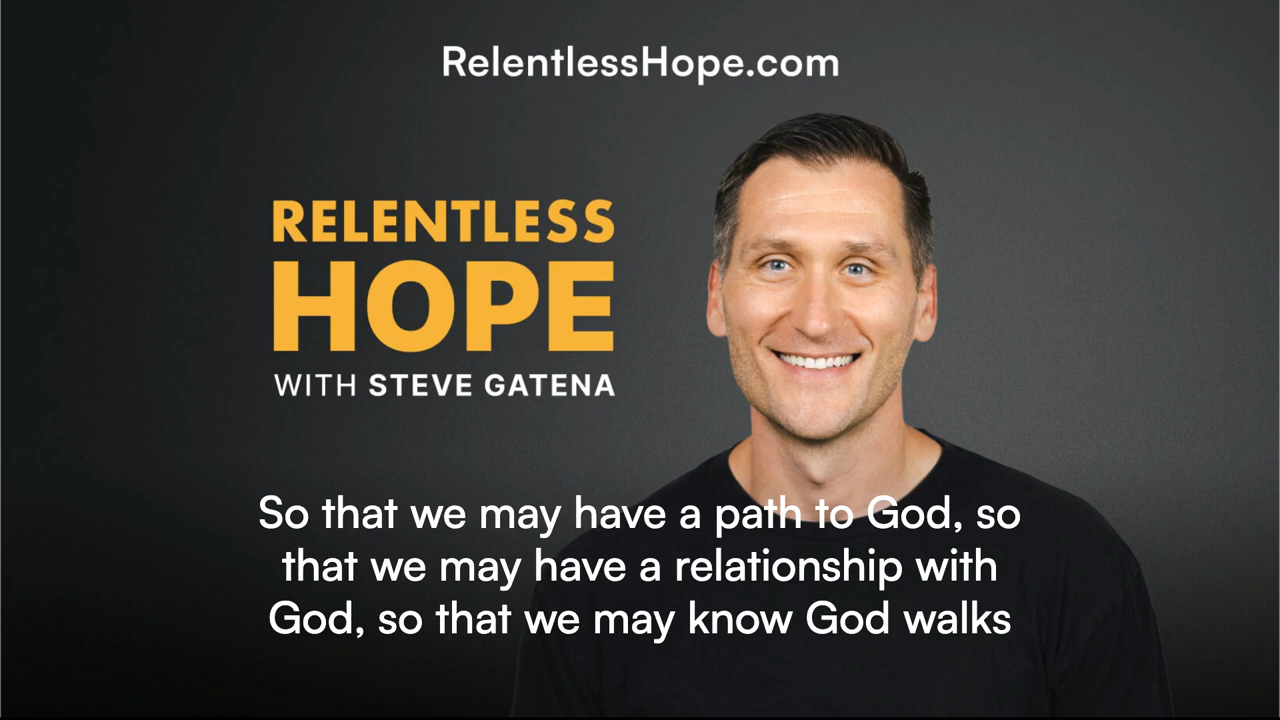 RelentlessHope.com
RELENTLESS
HOPE
WITH STEVE GATENA
So that we may have a path to God, so
that we may have a relationship with
God, so that we may know God walks